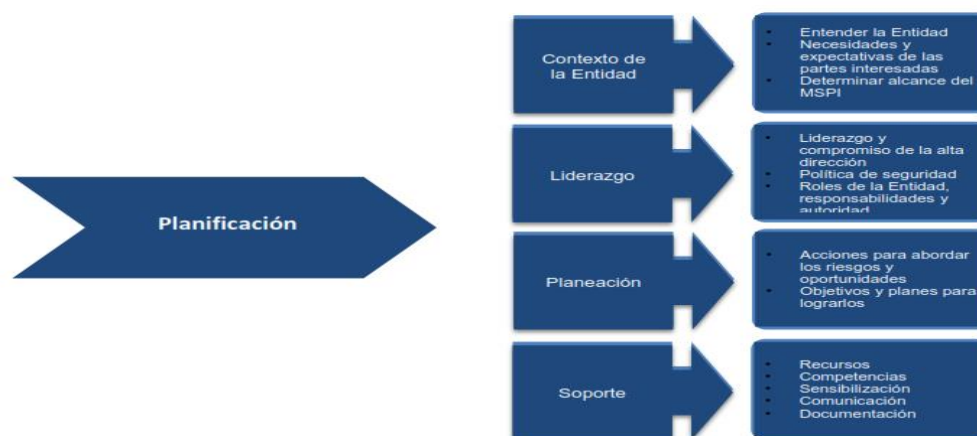 Planificación
Contexto de
la Entidad
• Entender la Entidad
• Necesidades y
expectativas de las
partes interesadas
• Determinar alcance del
MSPI
Liderazgo
• Liderazgo y
compromiso de la alta
dirección
• Política de seguridad
• Roles de la Entidad,
responsabilidades y
autoridad
Planeación
• Acciones para abordar
los riesgos y
oportunidades
• Objetivos y planes para
lograrlos
Soporte
• Recursos
• Competencias
• Sensibilización
• Comunicación
• Documentación